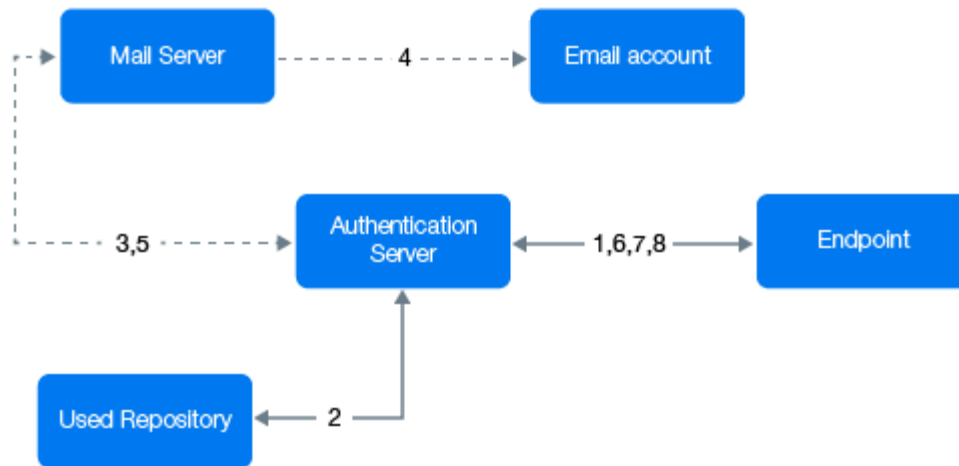 Mail Server
4
Email account
3,5
Authentication
Server
1,6,7,8
Endpoint
Used Repository
2